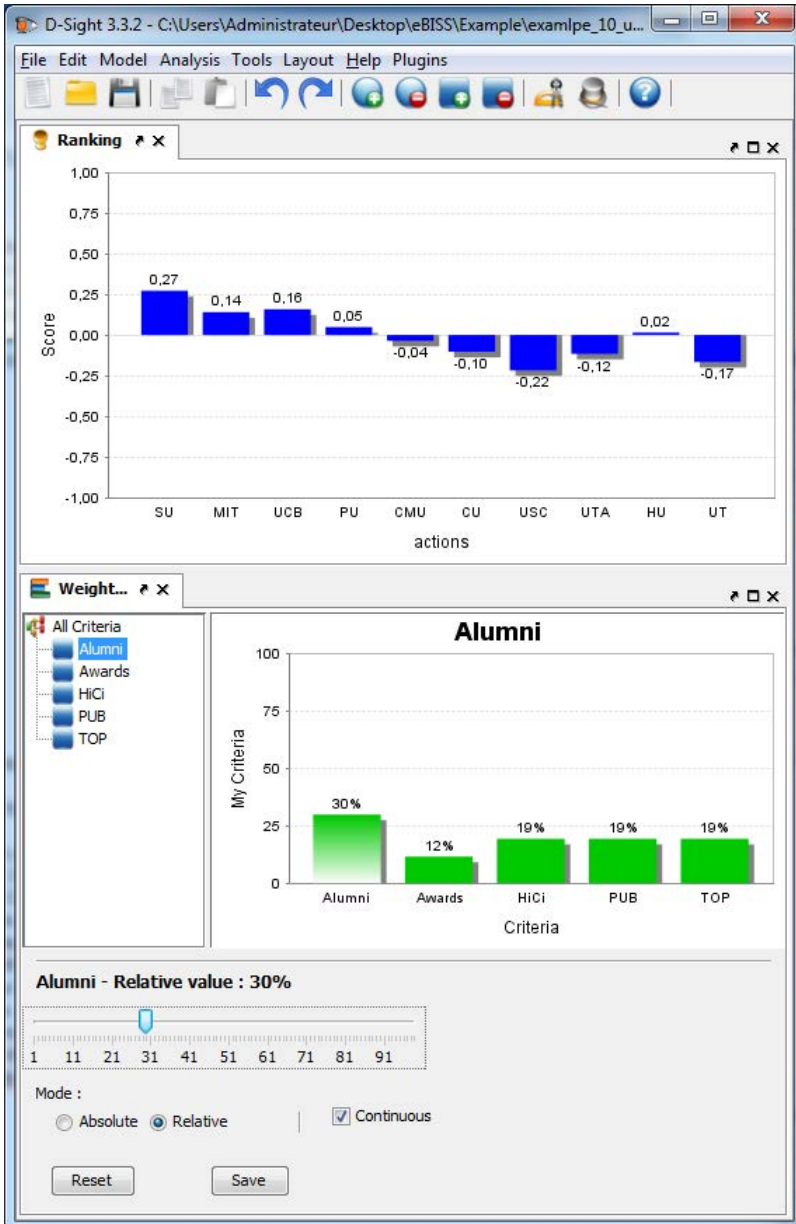 D-Sight 3.3.2 - C:\Users\Administrateur\Desktop\eBISS\Example\examlpe_10_u...
File Edit Model Analysis Tools Layout Help Plugins
Ranking
1,00
0,75
0,50
0,25
0,00
-0,25
-0,50
-0,75
-1,00
Score
0,27 0,14 0,16 0,05 -0,04 -0,10 -0,22 -0,12 0,02 -0,17
SU MIT UCB PU CMU CU USC UTA HU UT
actions
Weight...
All Criteria
Alumni
Awards
HiCi
PUB
TOP
Alumni
100
75
50
25
0
My Criteria
30% 12% 19% 19% 19%
Alumni Awards HiCi PUB TOP
Criteria
Alumni - Relative value : 30%
1 11 21 31 41 51 61 71 81 91
Mode :
Absolute Relative Continuous
Reset Save